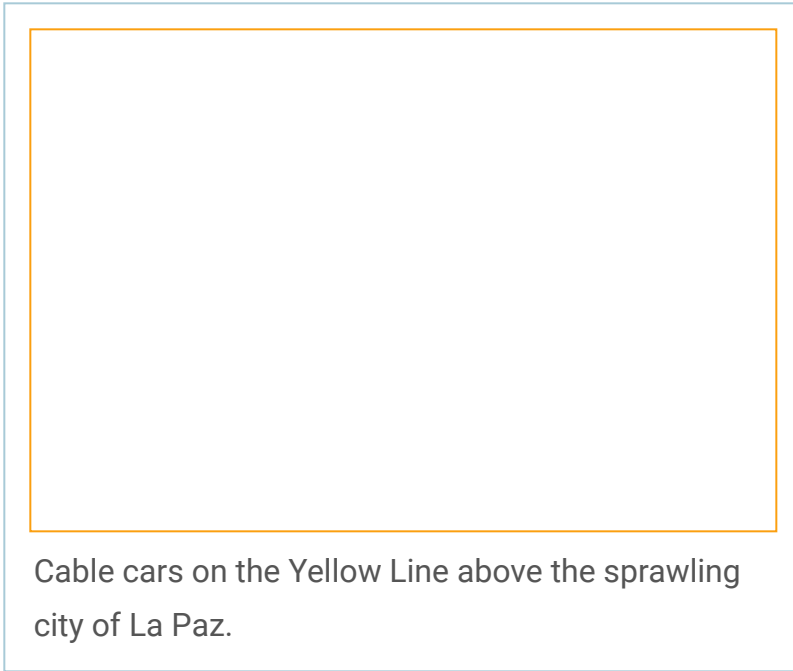 Cable cars on the Yellow Line above the sprawling
city of La Paz.